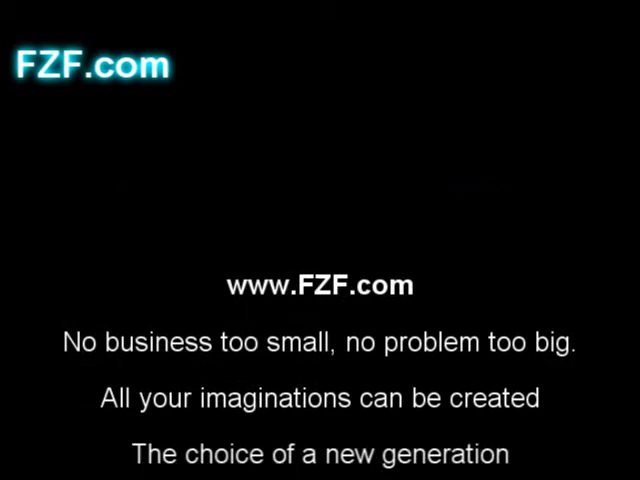 FZF.com
www.FZF.com
No business too small, no problem too big.
All your imaginations can be created
The choice of a new generation